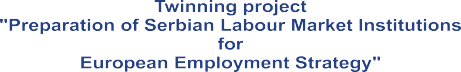 Twinning project
"Preparation of Serbian Labour Market Institutions
for
European Employment Strategy"